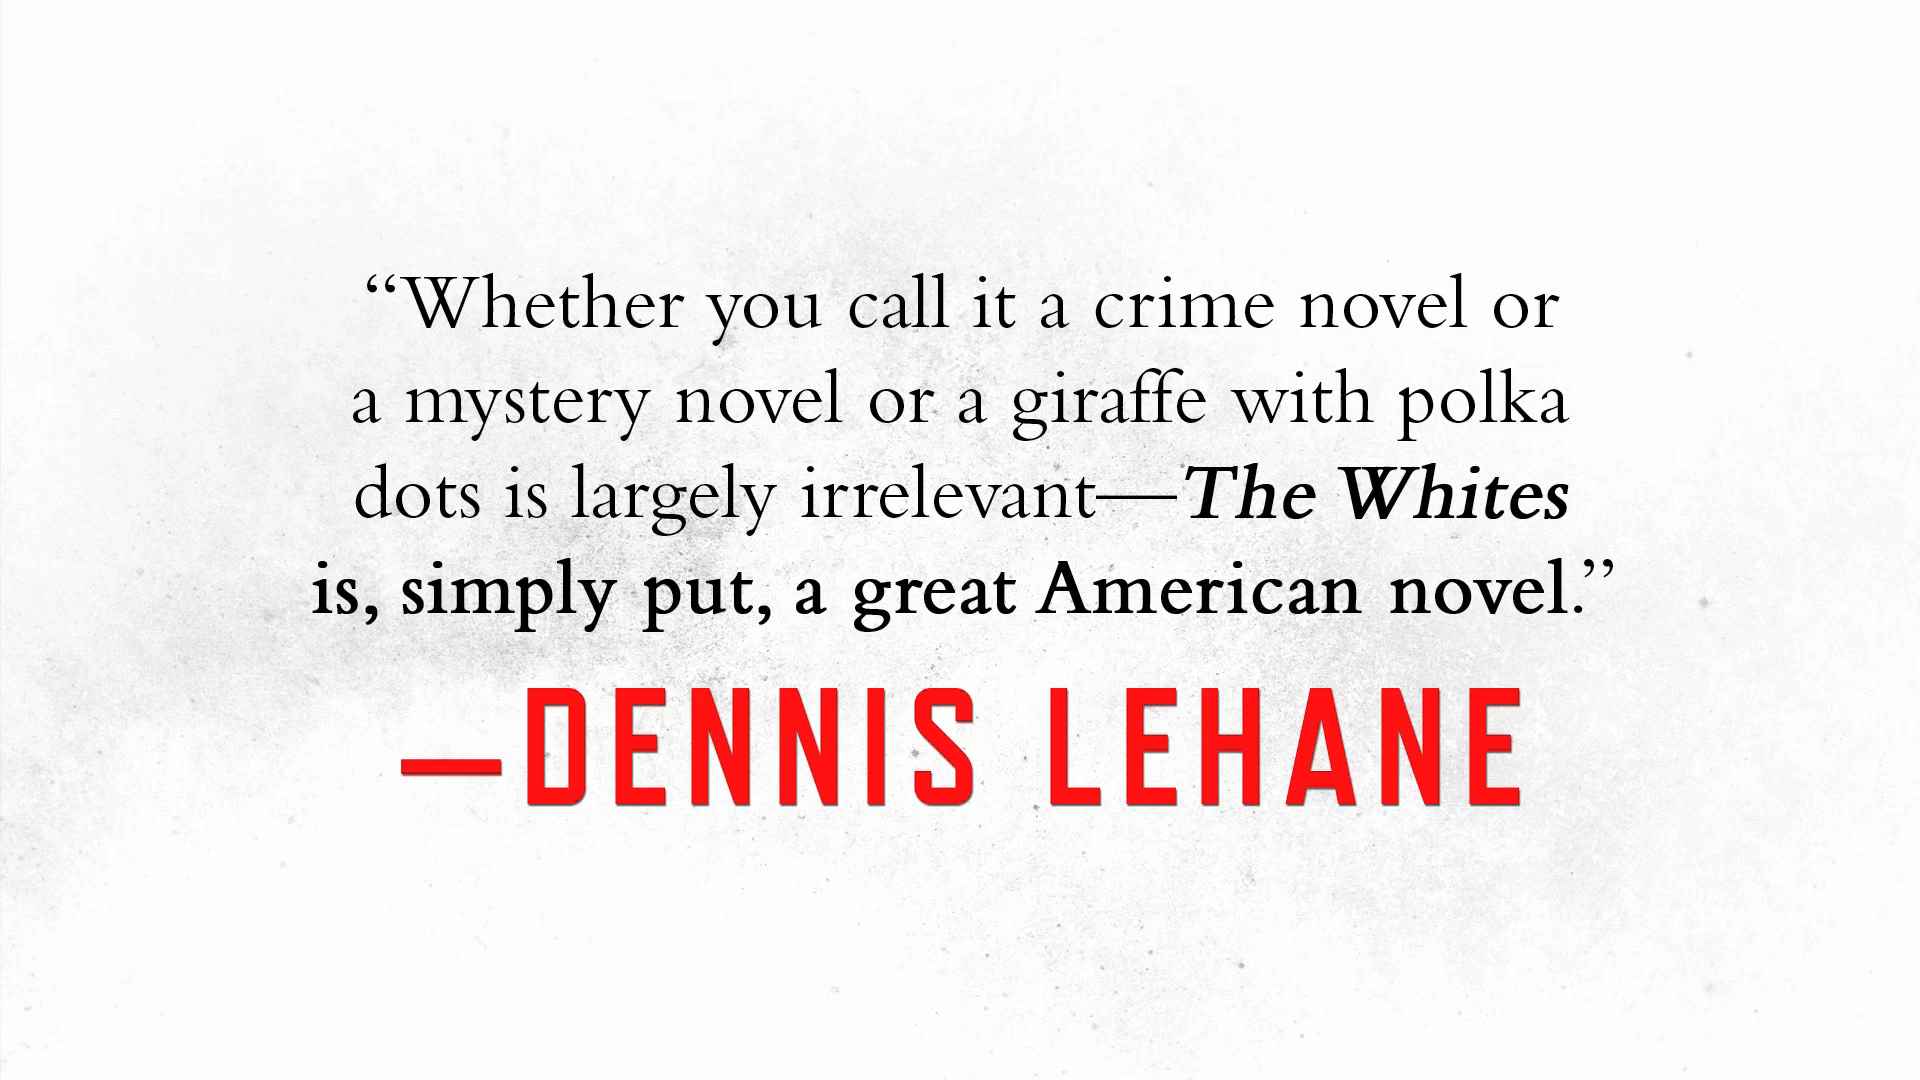 “Whether you call it a crime novel or
a mystery novel or a giraffe with polka
dots is largely irrelevant—The Whites
is, simply put, a great American novel.”
—DENNIS LEHANE